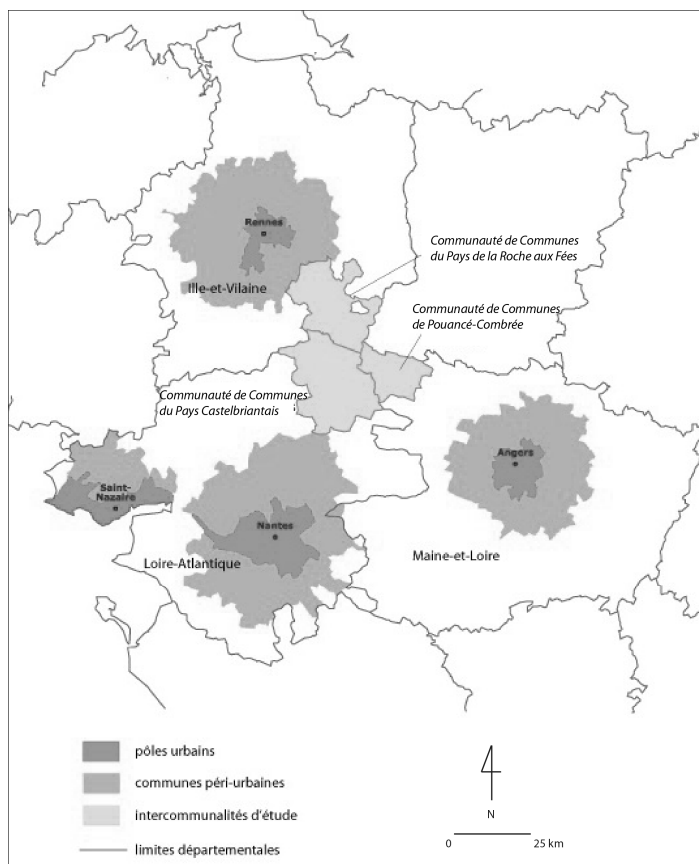 Rennes
Communauté de Communes
du Pays de la Roche aux Fées
Ille-et-Vilaine
Communauté de Communes
de Pouancé-Combrée
Communauté de Communes
du Pays Castelbriantais
Angers
Saint-
Nazaire
Nantes
Loire-Atlantique
Maine-et-Loire
pôles urbains
communes péri-urbaines
intercommunalités d'étude
limites départementales
N
0 25 km